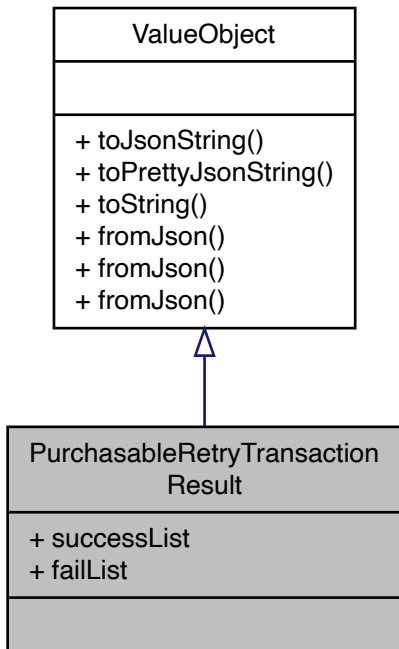 ValueObject
+ toJsonString()
+ toPrettyJsonString()
+ toString()
+ fromJson()
+ fromJson()
+ fromJson()
PurchasableRetryTransaction
Result
+ successList
+ failList